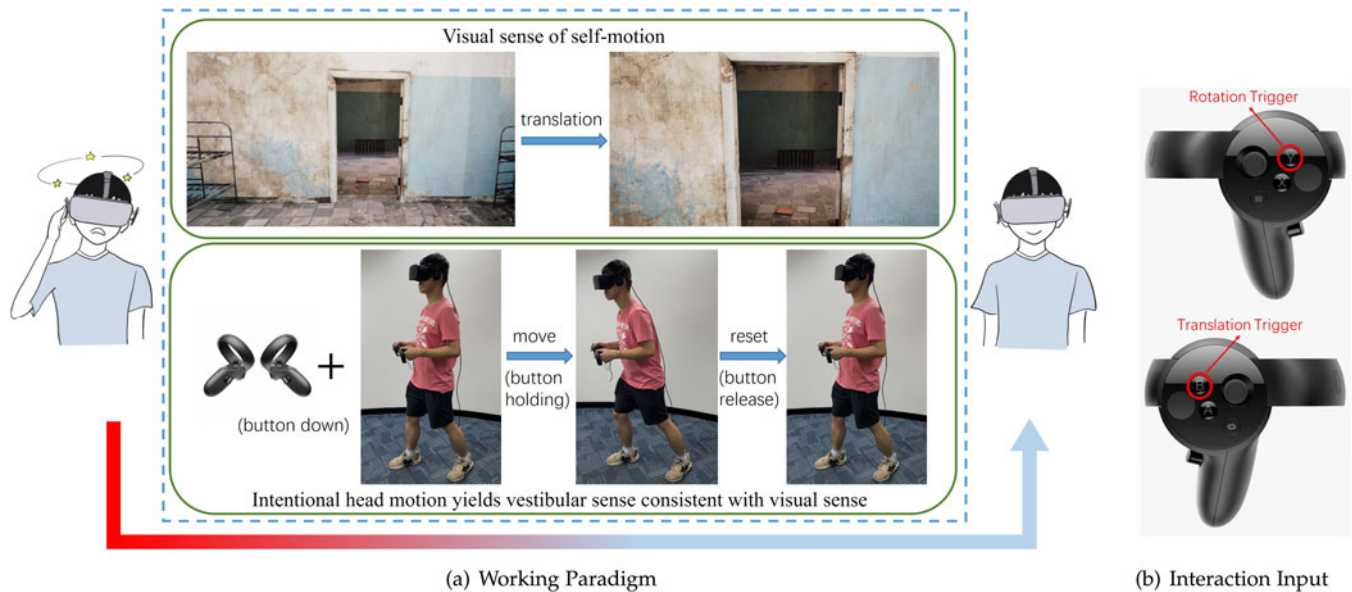 Visual sense of self-motion
translation
move
(button
holding)
reset
(button
release)
(button down)
Intentional head motion yields vestibular sense consistent with visual sense
(a) Working Paradigm
Rotation Trigger
Y
X
Translation Trigger
B
A
(b) Interaction Input